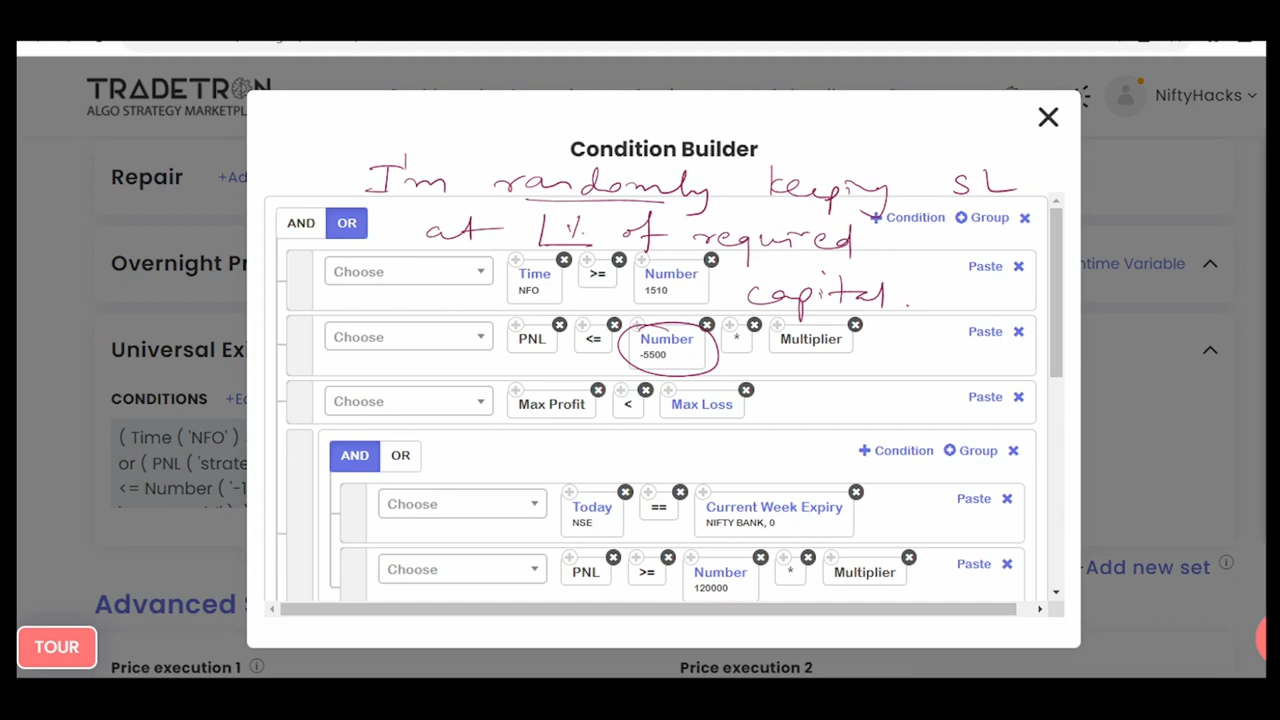 TRADETRON
ALGO STRATEGY MARKETPL
NiftyHacks
Condition Builder
I'm randomly keeping SL
at 1% of required
capital.
AND OR
Condition Group
Choose
Time
NFO
>=
Number
1510
Paste
Choose
PNL
<=
Number
-5500
*
Multiplier
Paste
Choose
Max Profit
<
Max Loss
Paste
AND OR
Condition Group
Choose
Today
NSE
==
Current Week Expiry
NIFTY BANK, 0
Paste
Choose
PNL
>=
Number
120000
*
Multiplier
Paste
Repair
+Ad
Overnight Pr
ntime Variable
Universal Exi
CONDITIONS +E
( Time ( 'NFO' )
or ( PNL ( 'strate
<= Number ( '-1
Add new set
Advanced S
TOUR
Price execution 1
Price execution 2